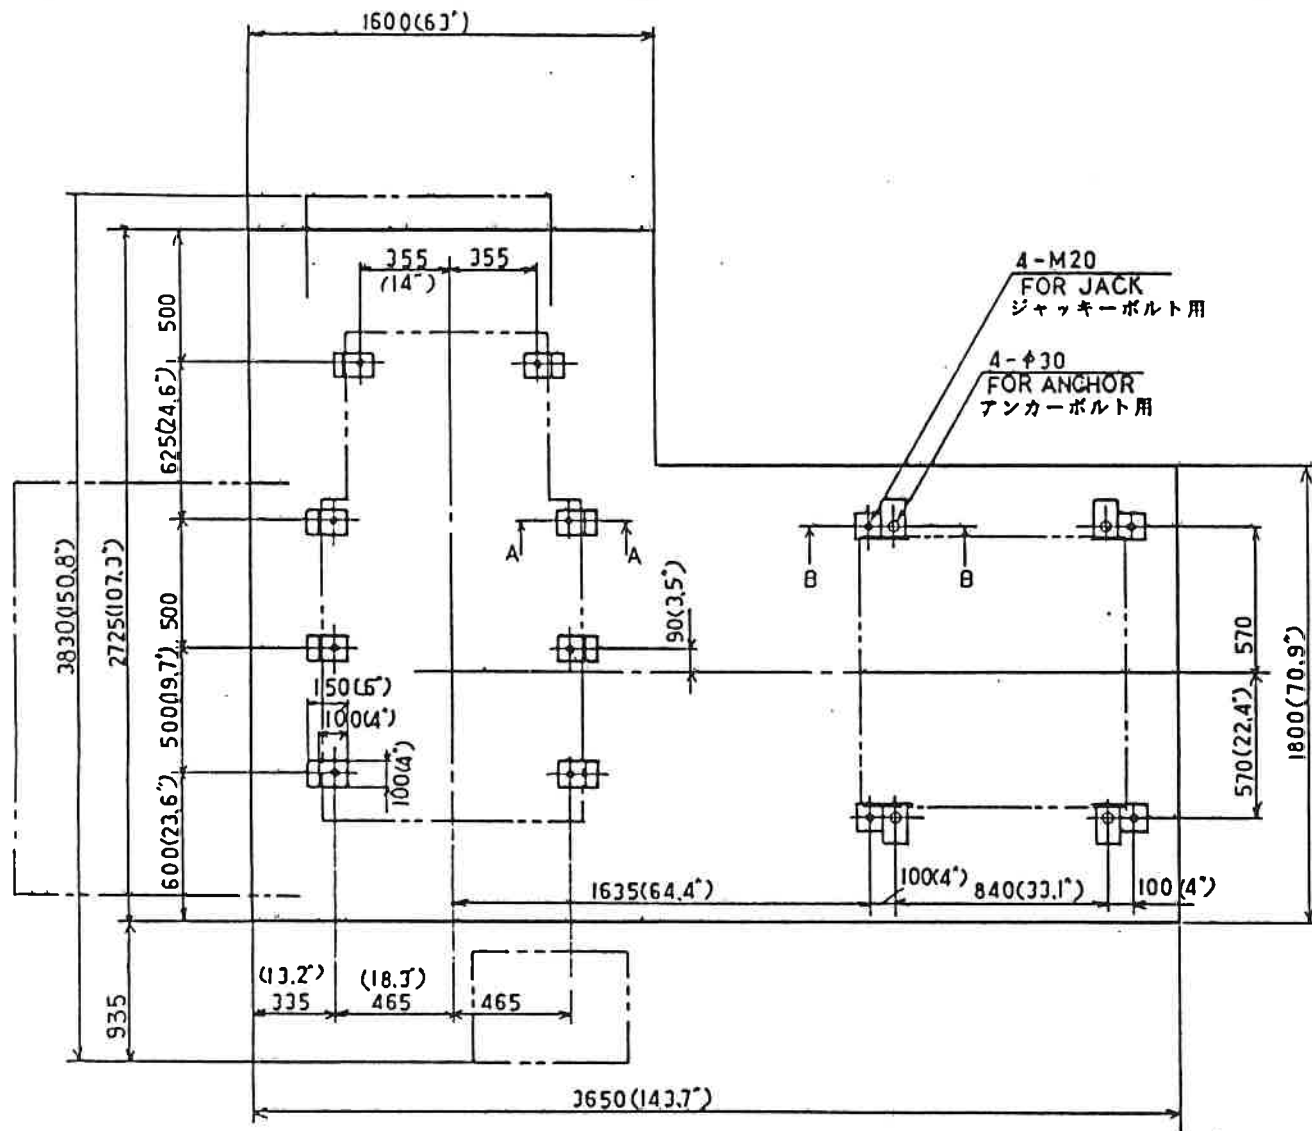 1600(63")
355
355
(14")
4-M20
FOR JACK
ジャッキーボルト用
4-φ30
FOR ANCHOR
アンカーボルト用
500
625(24.6")
3830(150.8")
2725(107.3")
500
500(19.7")
600(23.6")
935
A
A
B
B
90(3.5")
570
570(22.4")
1800(70.9")
150(6")
100(4")
100(4")
1635(64.4")
100(4")
840(33.1")
100(4")
(13.2")
(18.3")
335
465
465
3650(143.7")